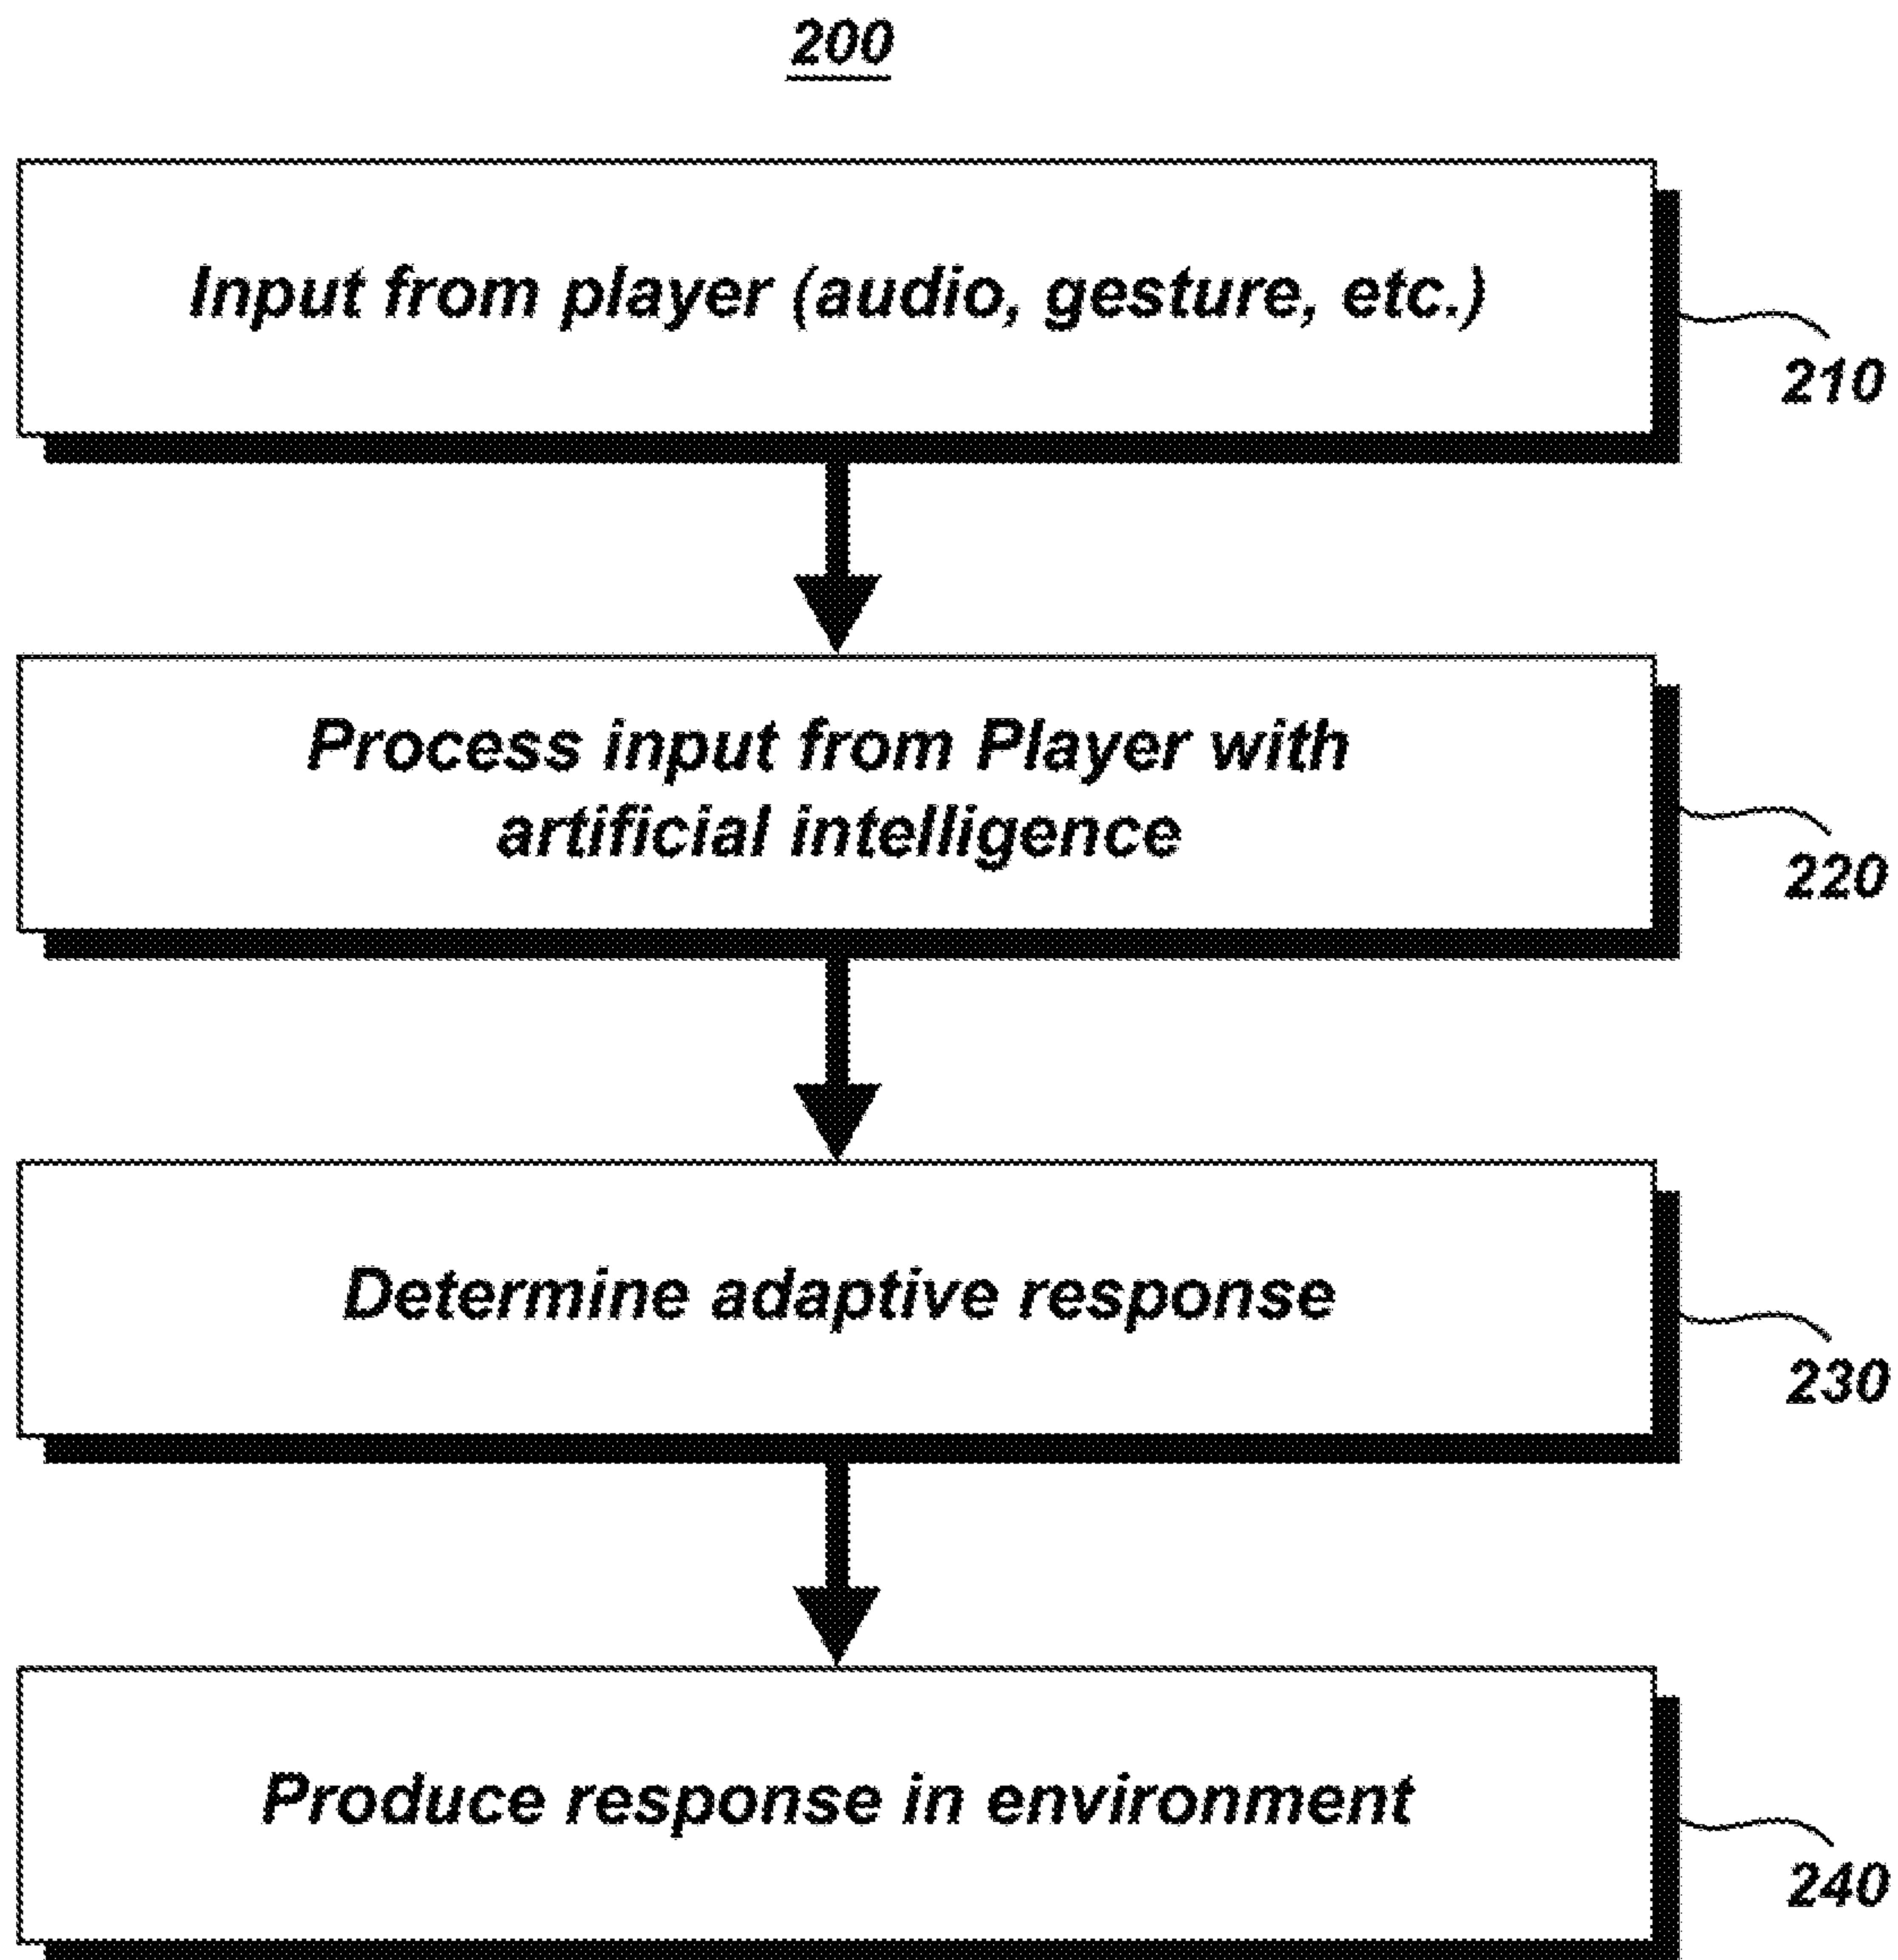 200
Input from player (audio, gesture, etc.)
210
Process input from Player with
artificial intelligence
220
Determine adaptive response
230
Produce response in environment
240